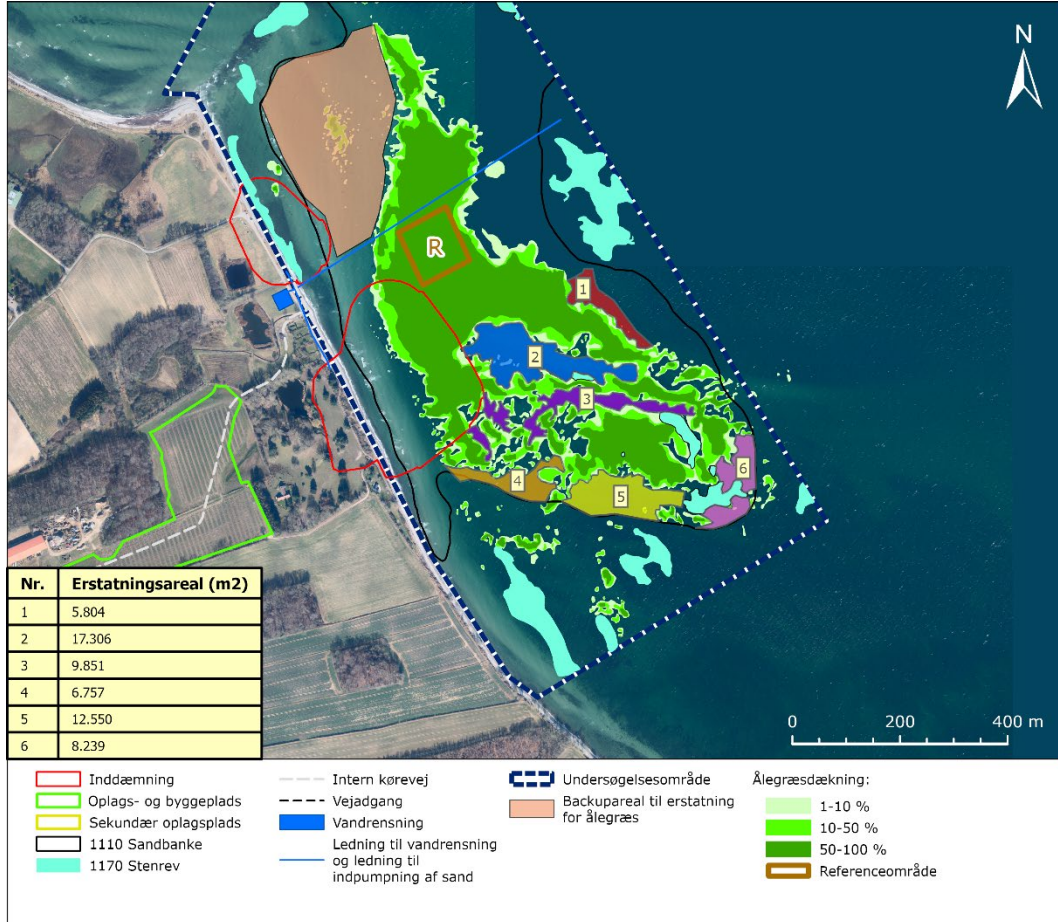 N
R
1
2
3
4
5
6
0 200 400 m
Nr. Erstatningsareal (m2)
1 5.804
2 17.306
3 9.851
4 6.757
5 12.550
6 8.239
Inddæmning
Oplags- og byggeplads
Sekundær oplagsplads
1110 Sandbanke
1170 Stenrev
Intern kørevej
Vejadgang
Vandrensning
Ledning til vandrensning
og ledning til
indpumpning af sand
Undersøgelsesområde
Backupareal til erstatning
for ålegræs
Ålegræsdækning:
1-10 %
10-50 %
50-100 %
Referenceområde